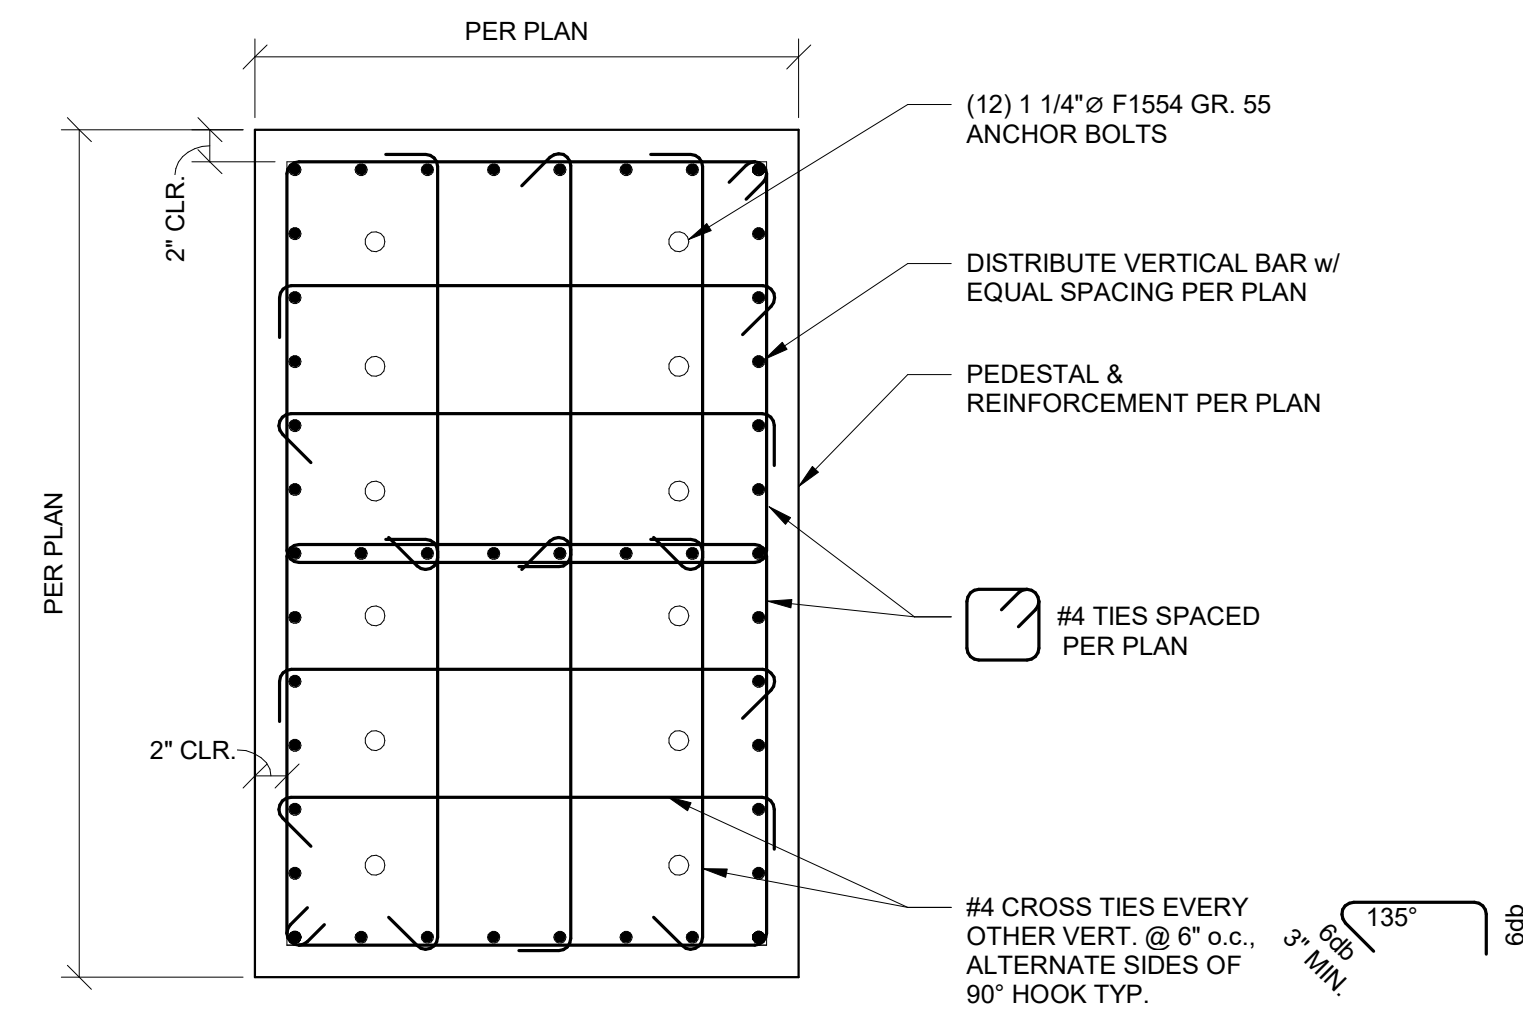 PER PLAN
(12) 1 1/4"⌀ F1554 GR. 55
ANCHOR BOLTS
2" CLR.
DISTRIBUTE VERTICAL BAR w/
EQUAL SPACING PER PLAN
PEDESTAL &
REINFORCEMENT PER PLAN
PER PLAN
#4 TIES SPACED
PER PLAN
2" CLR.
#4 CROSS TIES EVERY
OTHER VERT. @ 6" o.c.,
ALTERNATE SIDES OF
90° HOOK TYP.
135°
6db
3" MIN.
6db